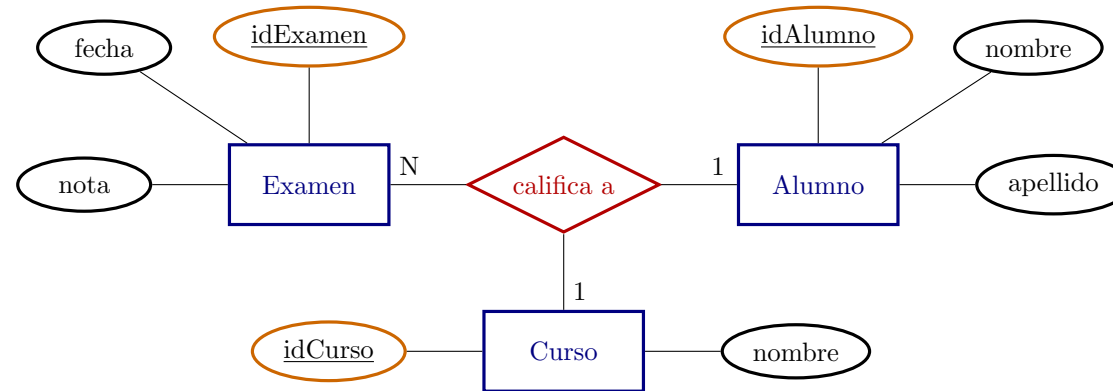 idExamen
idAlumno
fecha
nombre
N
1
nota
Examen
califica a
Alumno
apellido
1
idCurso
Curso
nombre